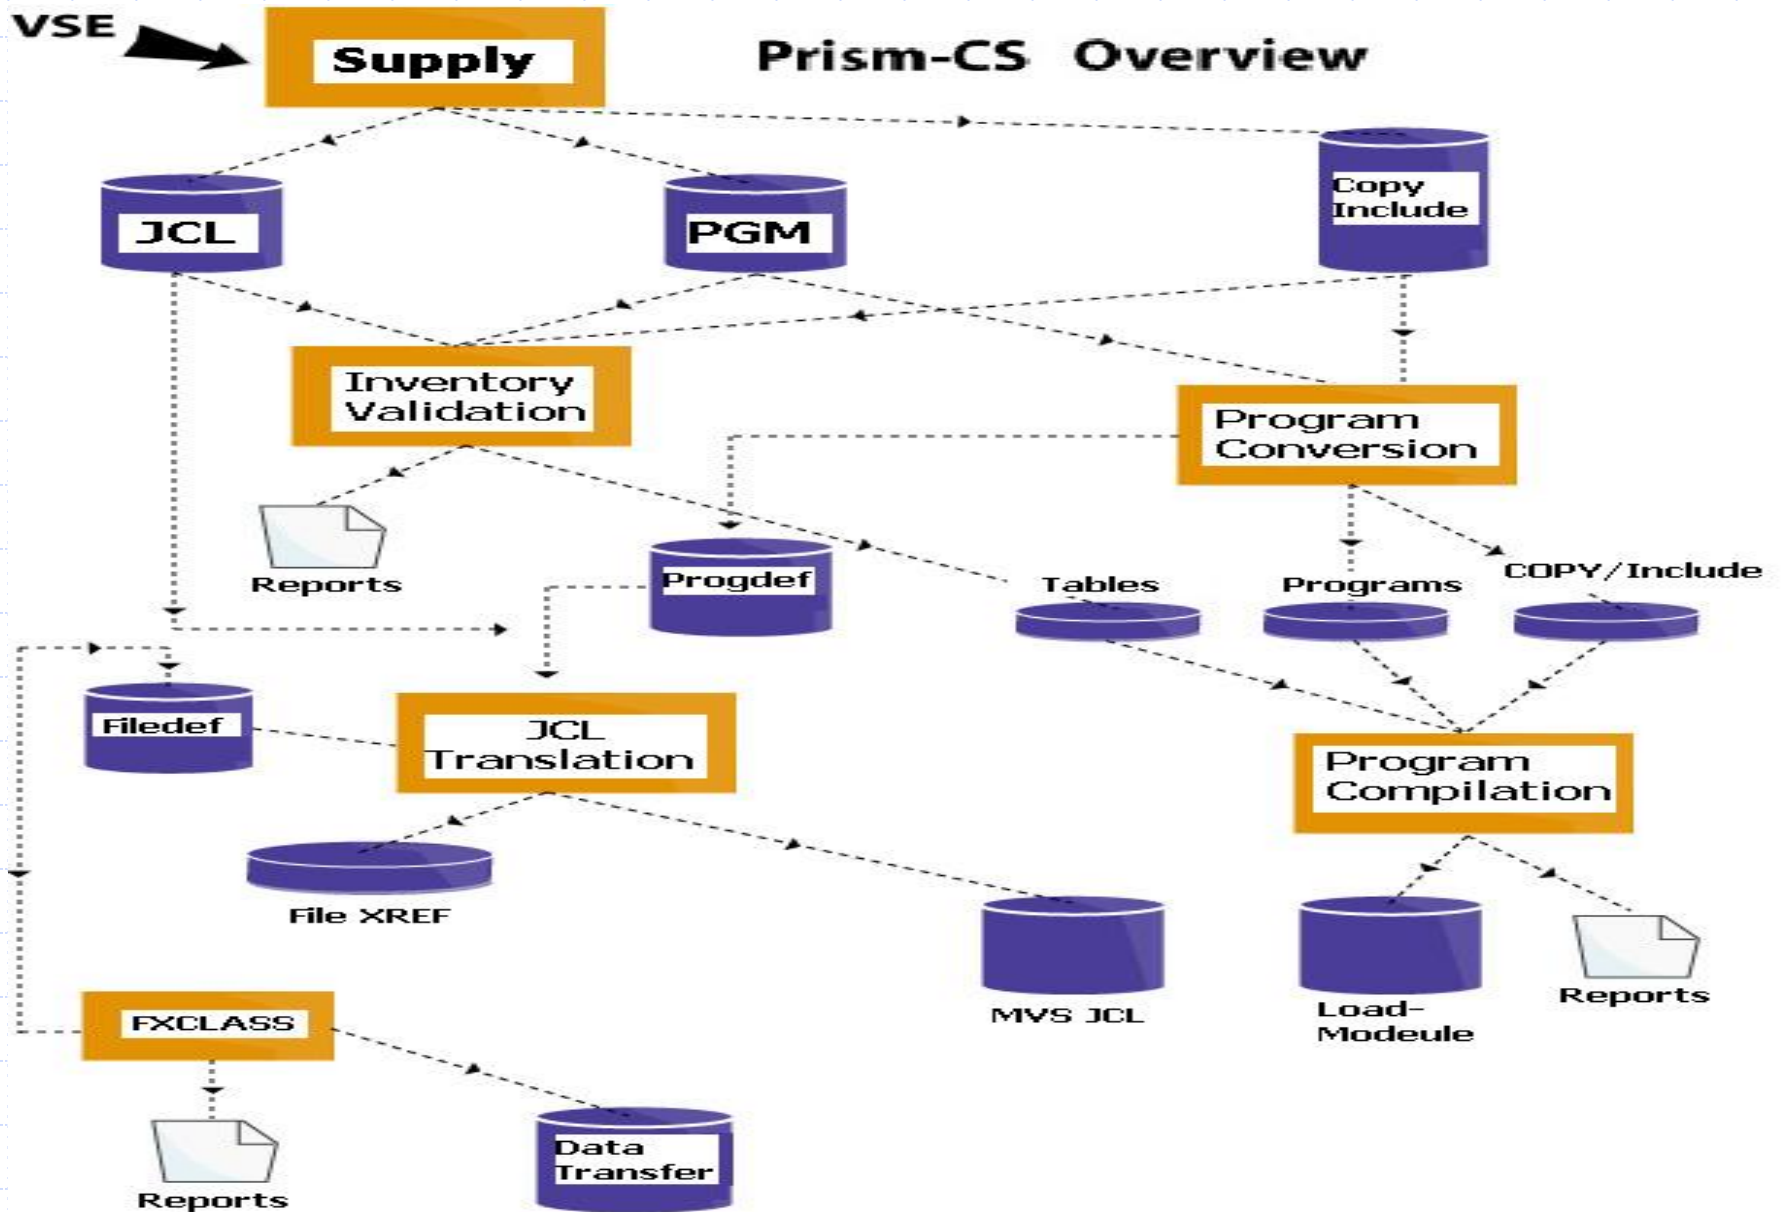 VSE
Supply
Prism-CS Overview
JCL
PGM
Copy
Include
Inventory
Validation
Program
Conversion
Reports
Progdef
Tables
Programs
COPY/Include
Filedef
JCL
Translation
Program
Compilation
File XREF
MVS JCL
Load-
Modeule
Reports
FXCLASS
Reports
Data
Transfer